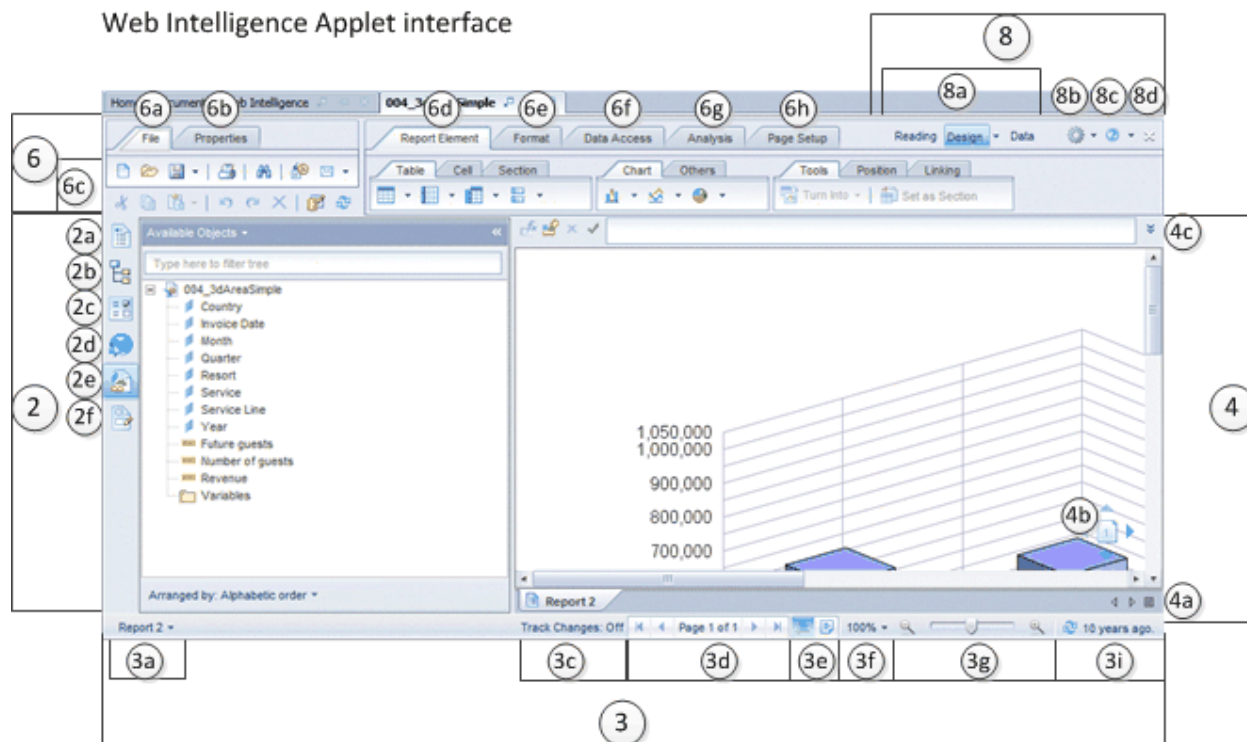 Web Intelligence Applet interface
8
8a
8b 8c 8d
6a 6b 6d 6e 6f 6g 6h
Web Intelligence 004_3d Simple
File Properties Report Element Format Data Access Analysis Page Setup Reading Design Data
6
6c
Table Cell Section Chart Others Tools Position Linking
Turn Into Set as Section
2
2a
2b
2c
2d
2e
2f
Available Objects
Type here to filter tree
004_3dAreaSimple
Country
Invoice Date
Month
Quarter
Resort
Service
Service Line
Year
Future guests
Number of guests
Revenue
Variables
Arranged by: Alphabetic order
4c
4
1,050,000
1,000,000
900,000
800,000
700,000
4b
Report 2
4a
Report 2 Track Changes: Off Page 1 of 1 100% 10 years ago.
3a 3c 3d 3e 3f 3g 3i
3